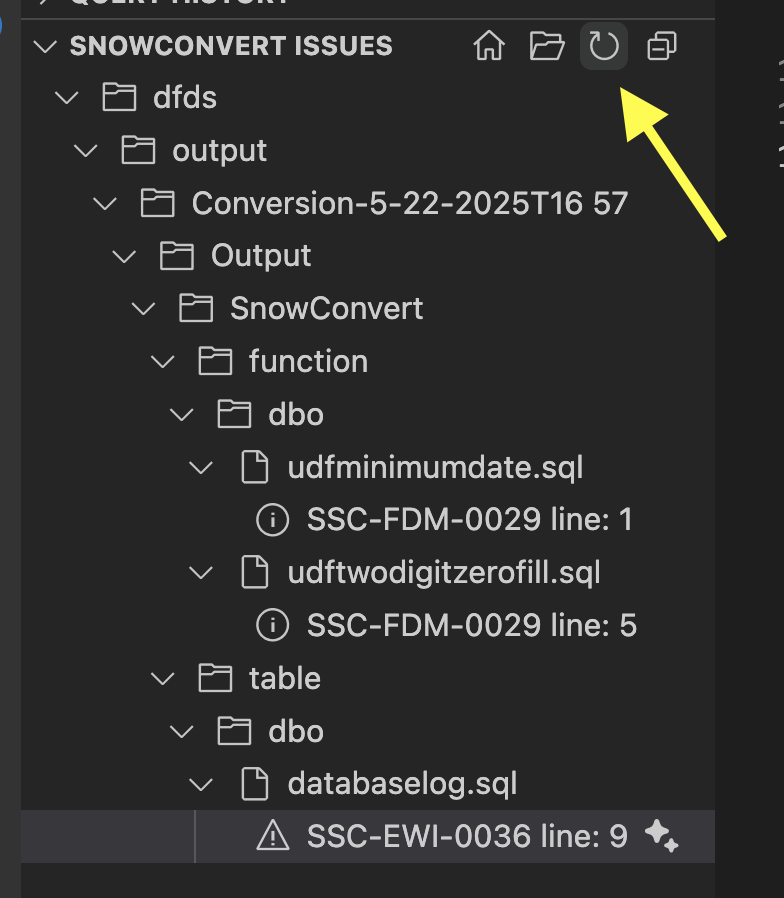 QUERY HISTORY
SNOWCONVERT ISSUES
dfds
output
Conversion-5-22-2025T16 57
Output
SnowConvert
function
dbo
udfminimumdate.sql
SSC-FDM-0029 line: 1
udftwodigitzerofill.sql
SSC-FDM-0029 line: 5
table
dbo
databaselog.sql
SSC-EWI-0036 line: 9